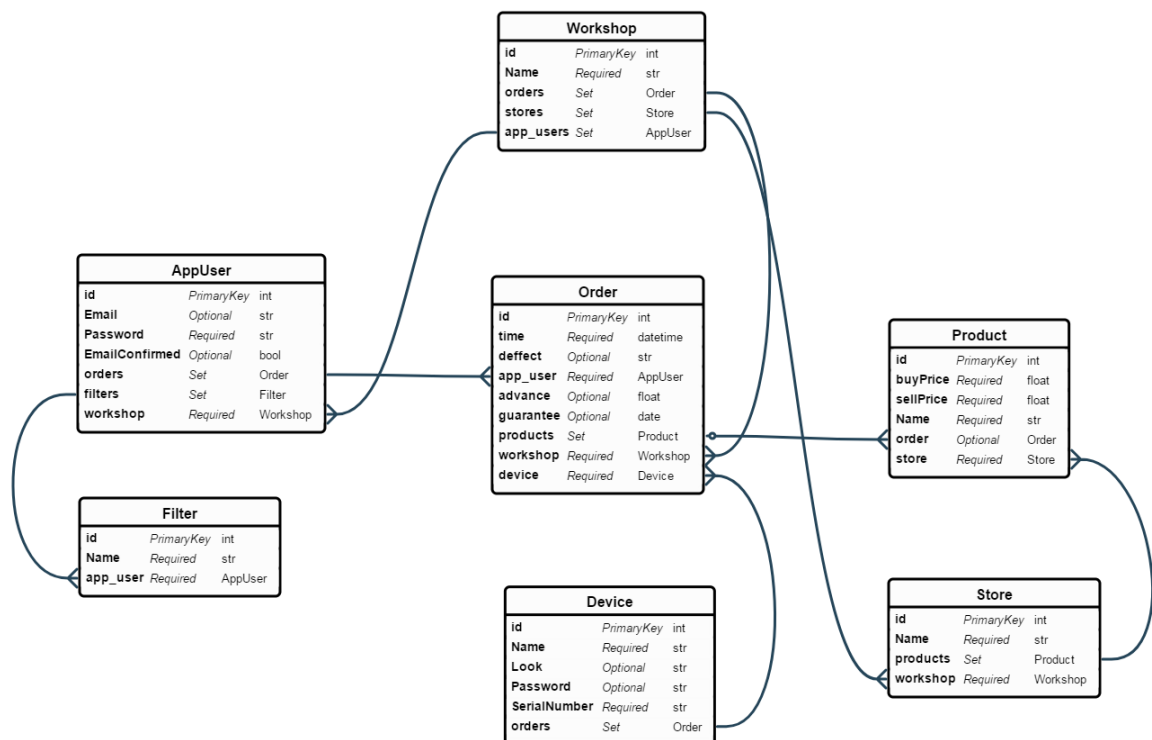 Workshop
id PrimaryKey int
Name Required str
orders Set Order
stores Set Store
app_users Set AppUser
AppUser
id PrimaryKey int
Email Optional str
Password Required str
EmailConfirmed Optional bool
orders Set Order
filters Set Filter
workshop Required Workshop
Order
id PrimaryKey int
time Required datetime
deffect Optional str
app_user Required AppUser
advance Optional float
guarantee Optional date
products Set Product
workshop Required Workshop
device Required Device
Product
id PrimaryKey int
buyPrice Required float
sellPrice Required float
Name Required str
order Optional Order
store Required Store
Filter
id PrimaryKey int
Name Required str
app_user Required AppUser
Device
id PrimaryKey int
Name Required str
Look Optional str
Password Optional str
SerialNumber Required str
orders Set Order
Store
id PrimaryKey int
Name Required str
products Set Product
workshop Required Workshop